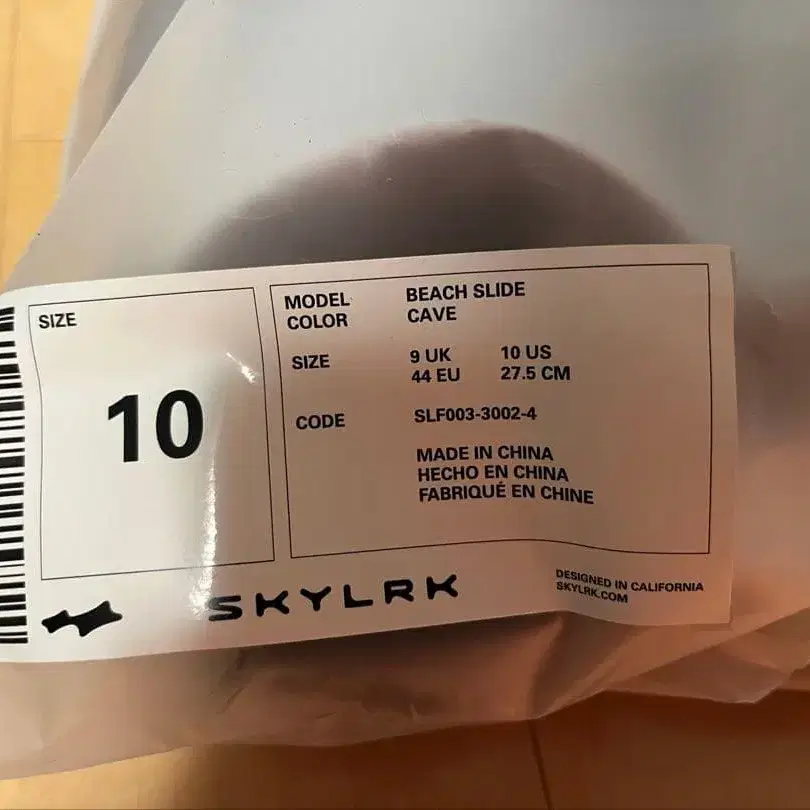 SIZE
10
MODEL BEACH SLIDE
COLOR CAVE
SIZE 9 UK 10 US
44 EU 27.5 CM
CODE SLF003-3002-4
MADE IN CHINA
HECHO EN CHINA
FABRIQUÉ EN CHINE
SKYLRK
DESIGNED IN CALIFORNIA
SKYLRK.COM